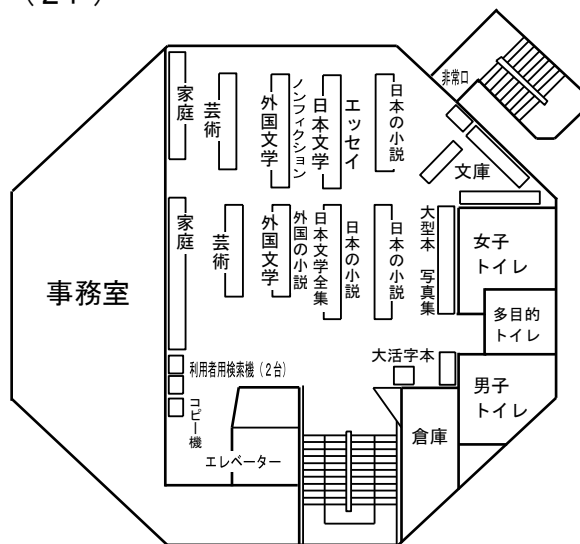 (2F)
非常口
家庭
芸術
外国文学
ノンフィクション
日本文学
エッセイ
日本の小説
文庫
家庭
芸術
外国文学
外国の小説
日本文学全集
日本の小説
日本の小説
大型本 写真集
女子
トイレ
事務室
多目的
トイレ
大活字本
利用者用検索機(2台)
男子
トイレ
コピー機
倉庫
エレベーター